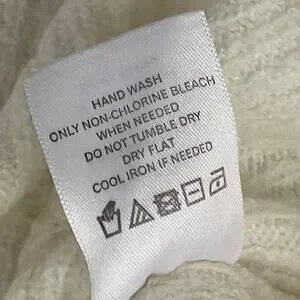 HAND WASH
ONLY NON-CHLORINE BLEACH
WHEN NEEDED
DO NOT TUMBLE DRY
DRY FLAT
COOL IRON IF NEEDED